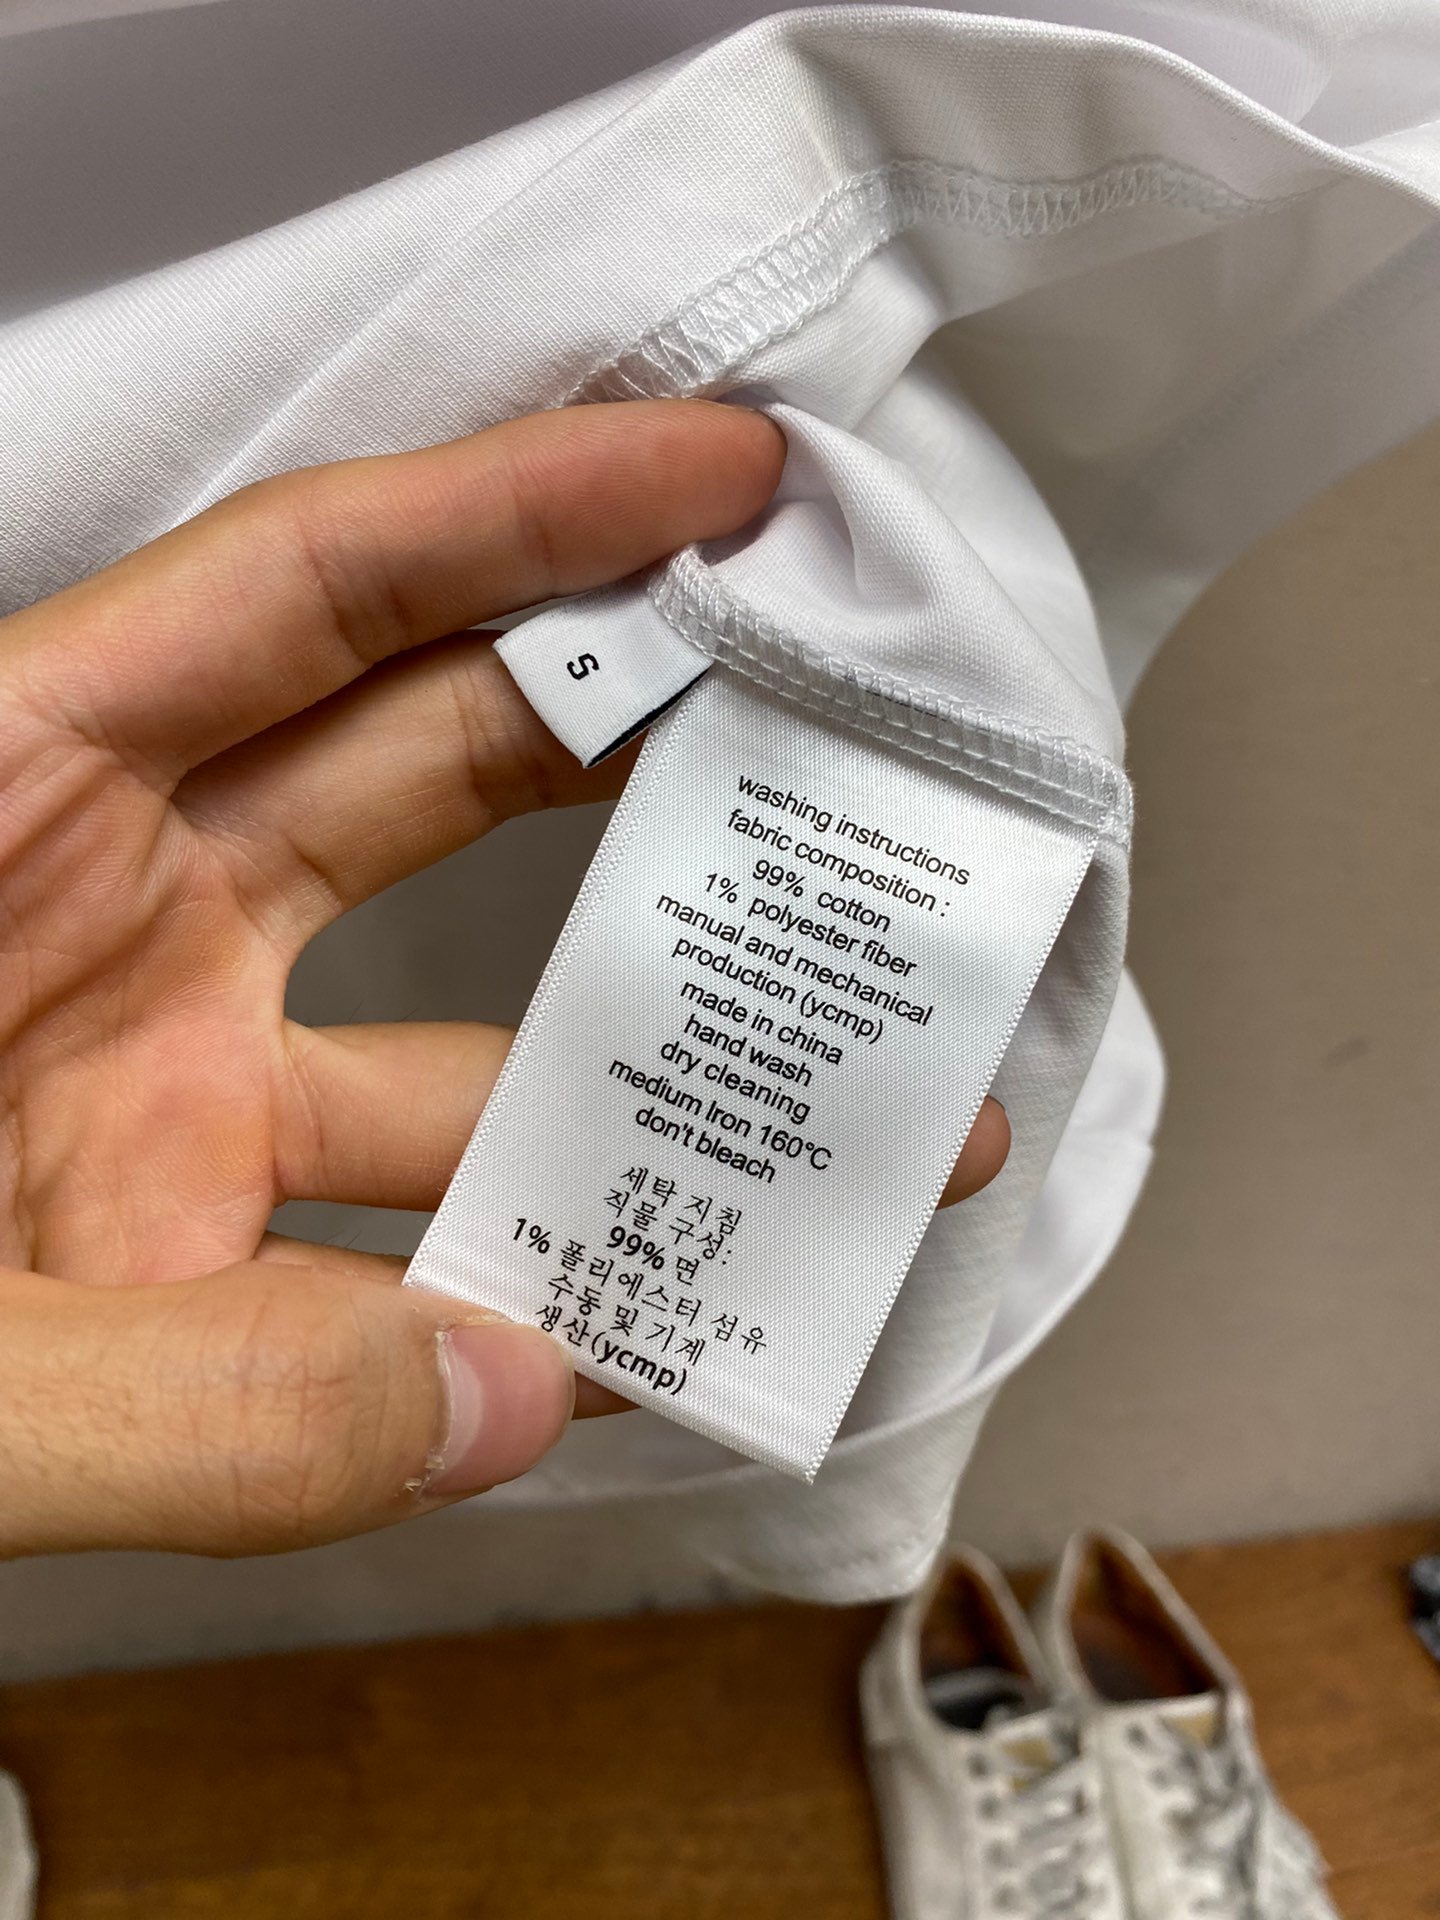 S
washing instructions
fabric composition :
99% cotton
1% polyester fiber
manual and mechanical
production (ycmp)
made in china
hand wash
dry cleaning
medium Iron 160°C
don't bleach
세탁 지침
직물 구성:
99% 면
1% 폴리에스터 섬유
수동 및 기계
생산(ycmp)